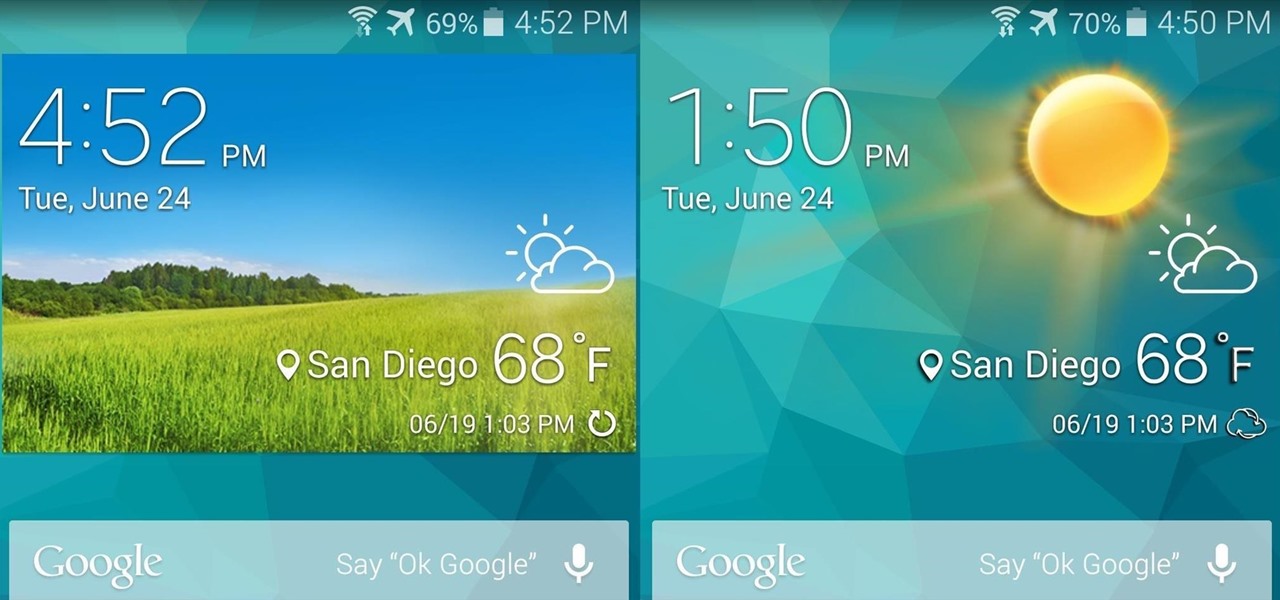 69% 4:52 PM
4:52 PM
Tue, June 24
San Diego 68°F
06/19 1:03 PM
Google Say “Ok Google”
70% 4:50 PM
1:50 PM
Tue, June 24
San Diego 68°F
06/19 1:03 PM
Google Say “Ok Google”